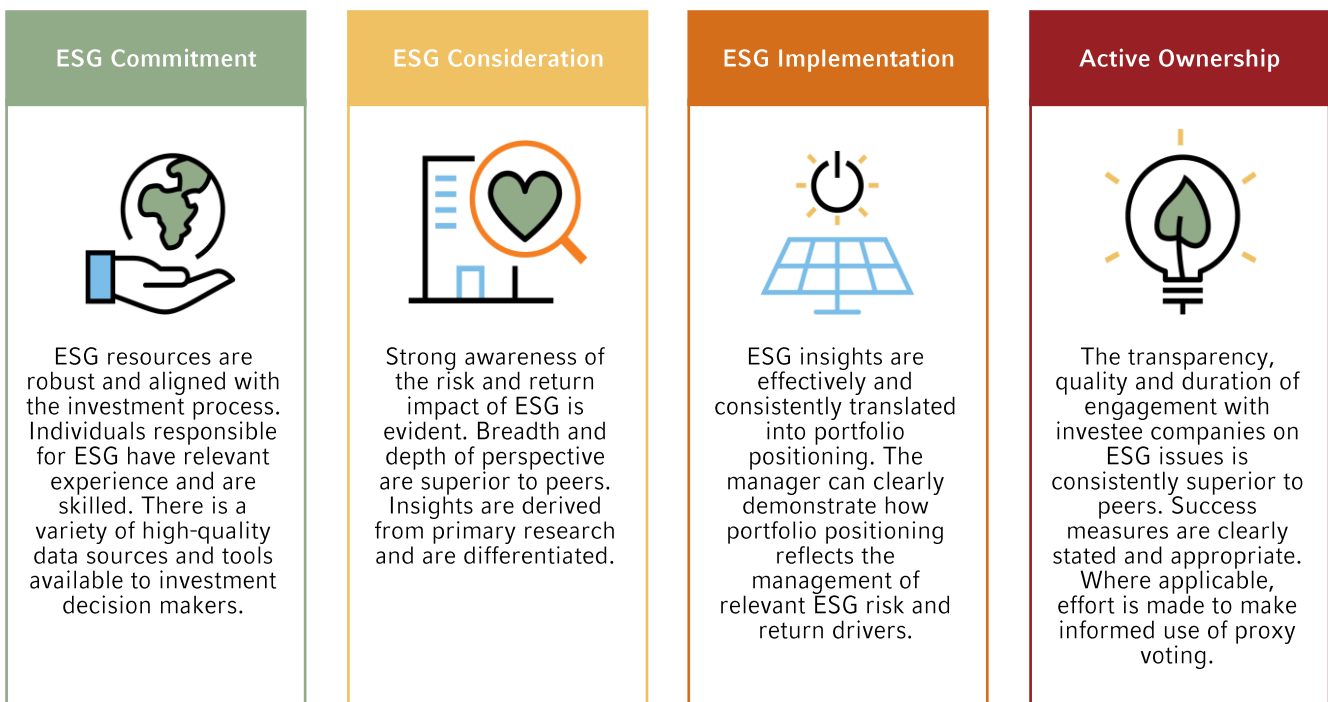 ESG Commitment
ESG resources are
robust and aligned with
the investment process.
Individuals responsible
for ESG have relevant
experience and are
skilled. There is a
variety of high-quality
data sources and tools
available to investment
decision makers.
ESG Consideration
Strong awareness of
the risk and return
impact of ESG is
evident. Breadth and
depth of perspective
are superior to peers.
Insights are derived
from primary research
and are differentiated.
ESG Implementation
ESG insights are
effectively and
consistently translated
into portfolio
positioning. The
manager can clearly
demonstrate how
portfolio positioning
reflects the
management of
relevant ESG risk and
return drivers.
Active Ownership
The transparency,
quality and duration of
engagement with
investee companies on
ESG issues is
consistently superior to
peers. Success
measures are clearly
stated and appropriate.
Where applicable,
effort is made to make
informed use of proxy
voting.